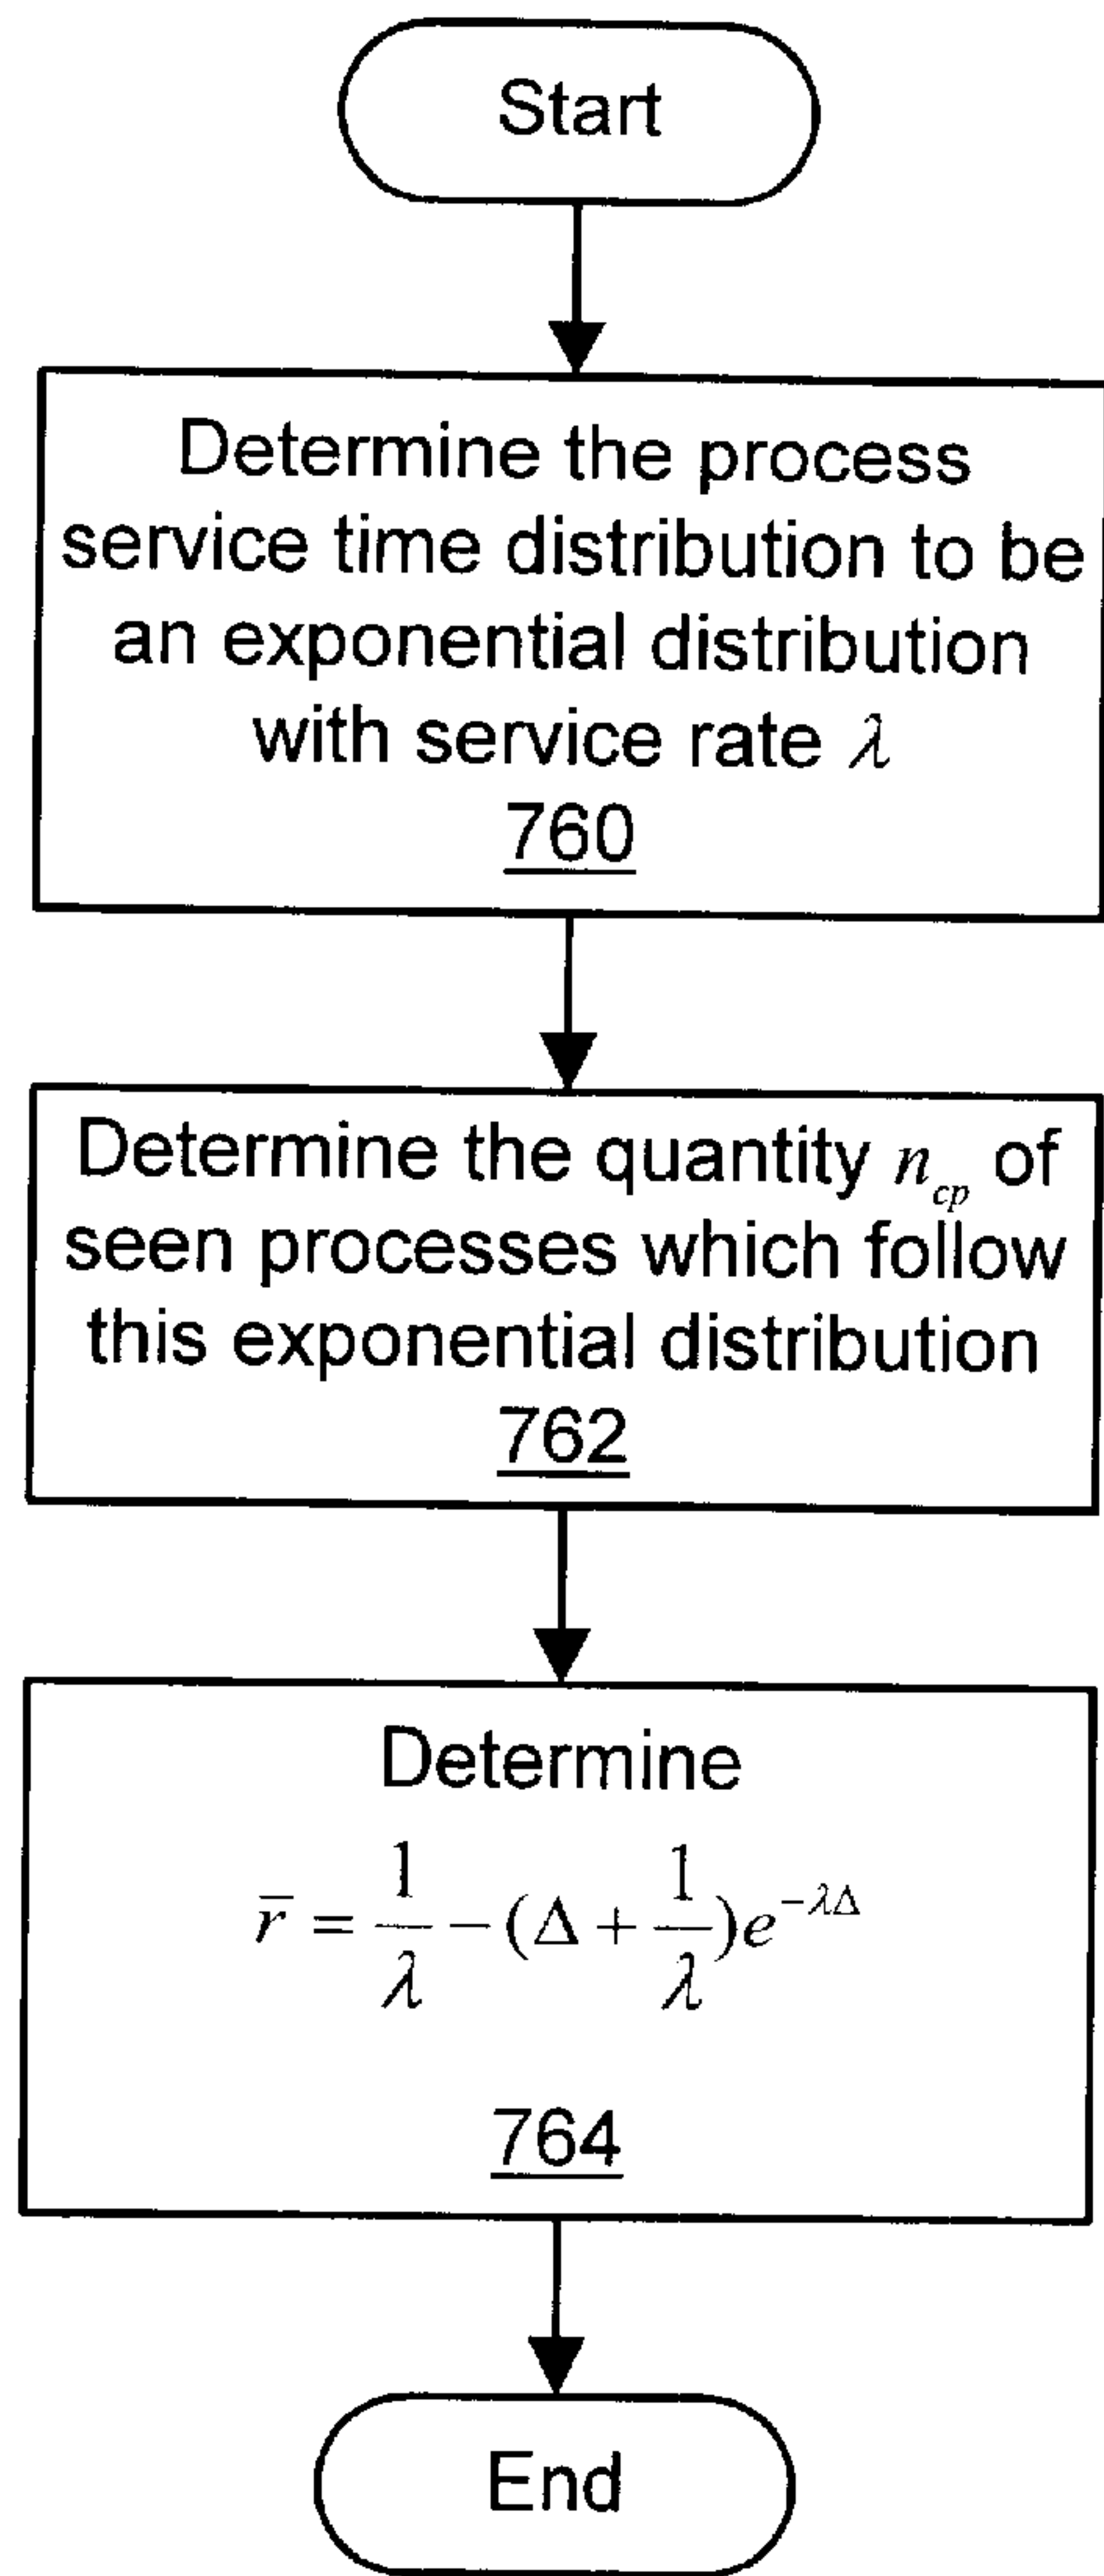 Start
Determine the process
service time distribution to be
an exponential distribution
with service rate λ
760
Determine the quantity n_cp of
seen processes which follow
this exponential distribution
762
Determine
r̅ = 1/λ − (Δ + 1/λ)e^{−λΔ}
764
End